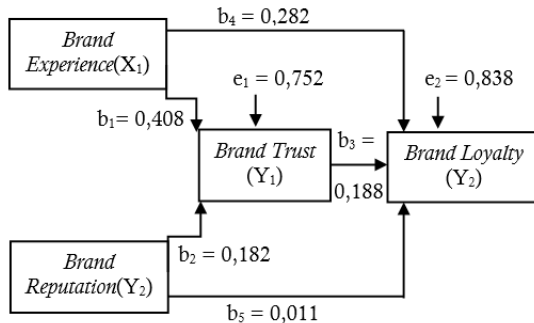 b₄ = 0,282
Brand
Experience(X₁)
e₁ = 0,752
e₂ = 0,838
b₁= 0,408
Brand Trust
(Y₁)
b₃ =
0,188
Brand Loyalty
(Y₂)
b₂ = 0,182
Brand
Reputation(Y₂)
b₅ = 0,011